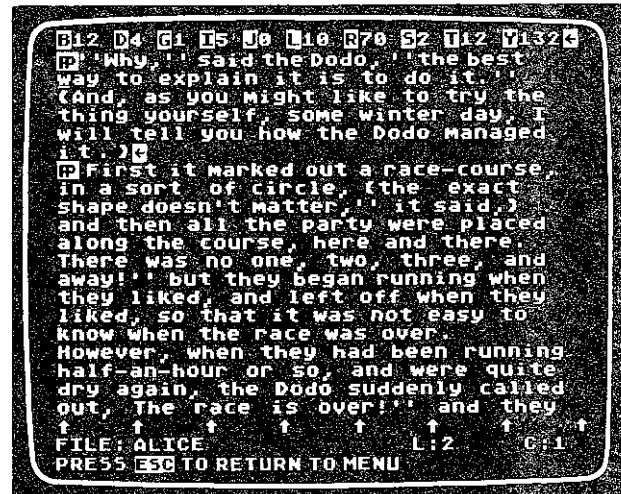 B12 D4 G1 I5 J0 L10 R70 S2 T12 Y132
P 'Why,'' said the Dodo, ''the best
way to explain it is to do it.''
(And, as you might like to try the
thing yourself, some winter day, I
will tell you how the Dodo managed
it.)
P First it marked out a race-course,
in a sort of circle, (the exact
shape doesn't matter,'' it said,)
and then all the party were placed
along the course, here and there.
There was no one, two, three, and
away!'' but they began running when
they liked, and left off when they
liked, so that it was not easy to
know when the race was over.
However, when they had been running
half-an-hour or so, and were quite
dry again, the Dodo suddenly called
out, The race is over!'' and they
FILE: ALICE L:2 C:1
PRESS ESC TO RETURN TO MENU